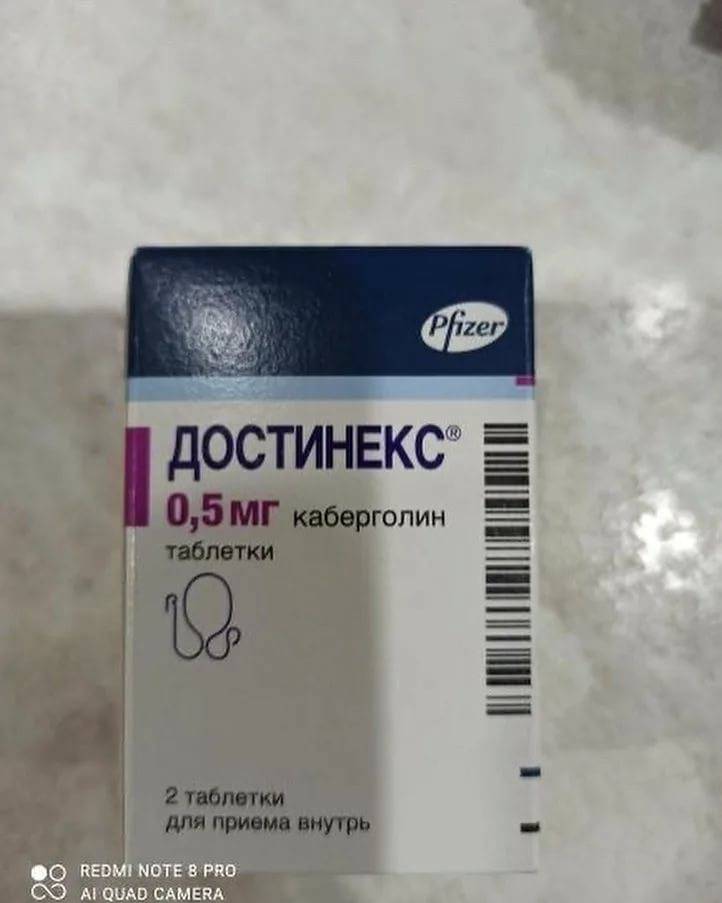 Pfizer
ДОСТИНЕКС®
0,5 мг каберголин
таблетки
2 таблетки
для приема внутрь
REDMI NOTE 8 PRO
AI QUAD CAMERA